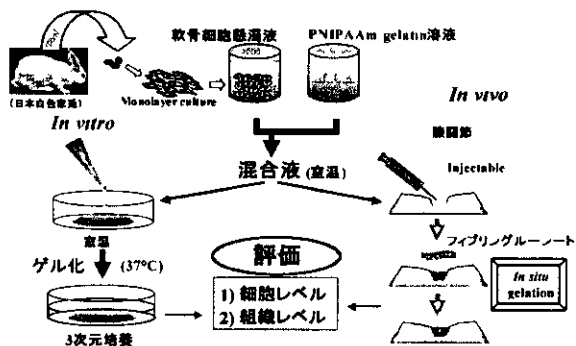 軟骨細胞懸濁液
PNIPAAm gelatin溶液
(日本白色家兎)
Monolayer culture
In vitro
In vivo
膝関節
混合液 (室温)
Injectable
室温
ゲル化 (37°C)
フィブリングルーシート
評価
In situ
gelation
1) 細胞レベル
2) 組織レベル
3次元培養